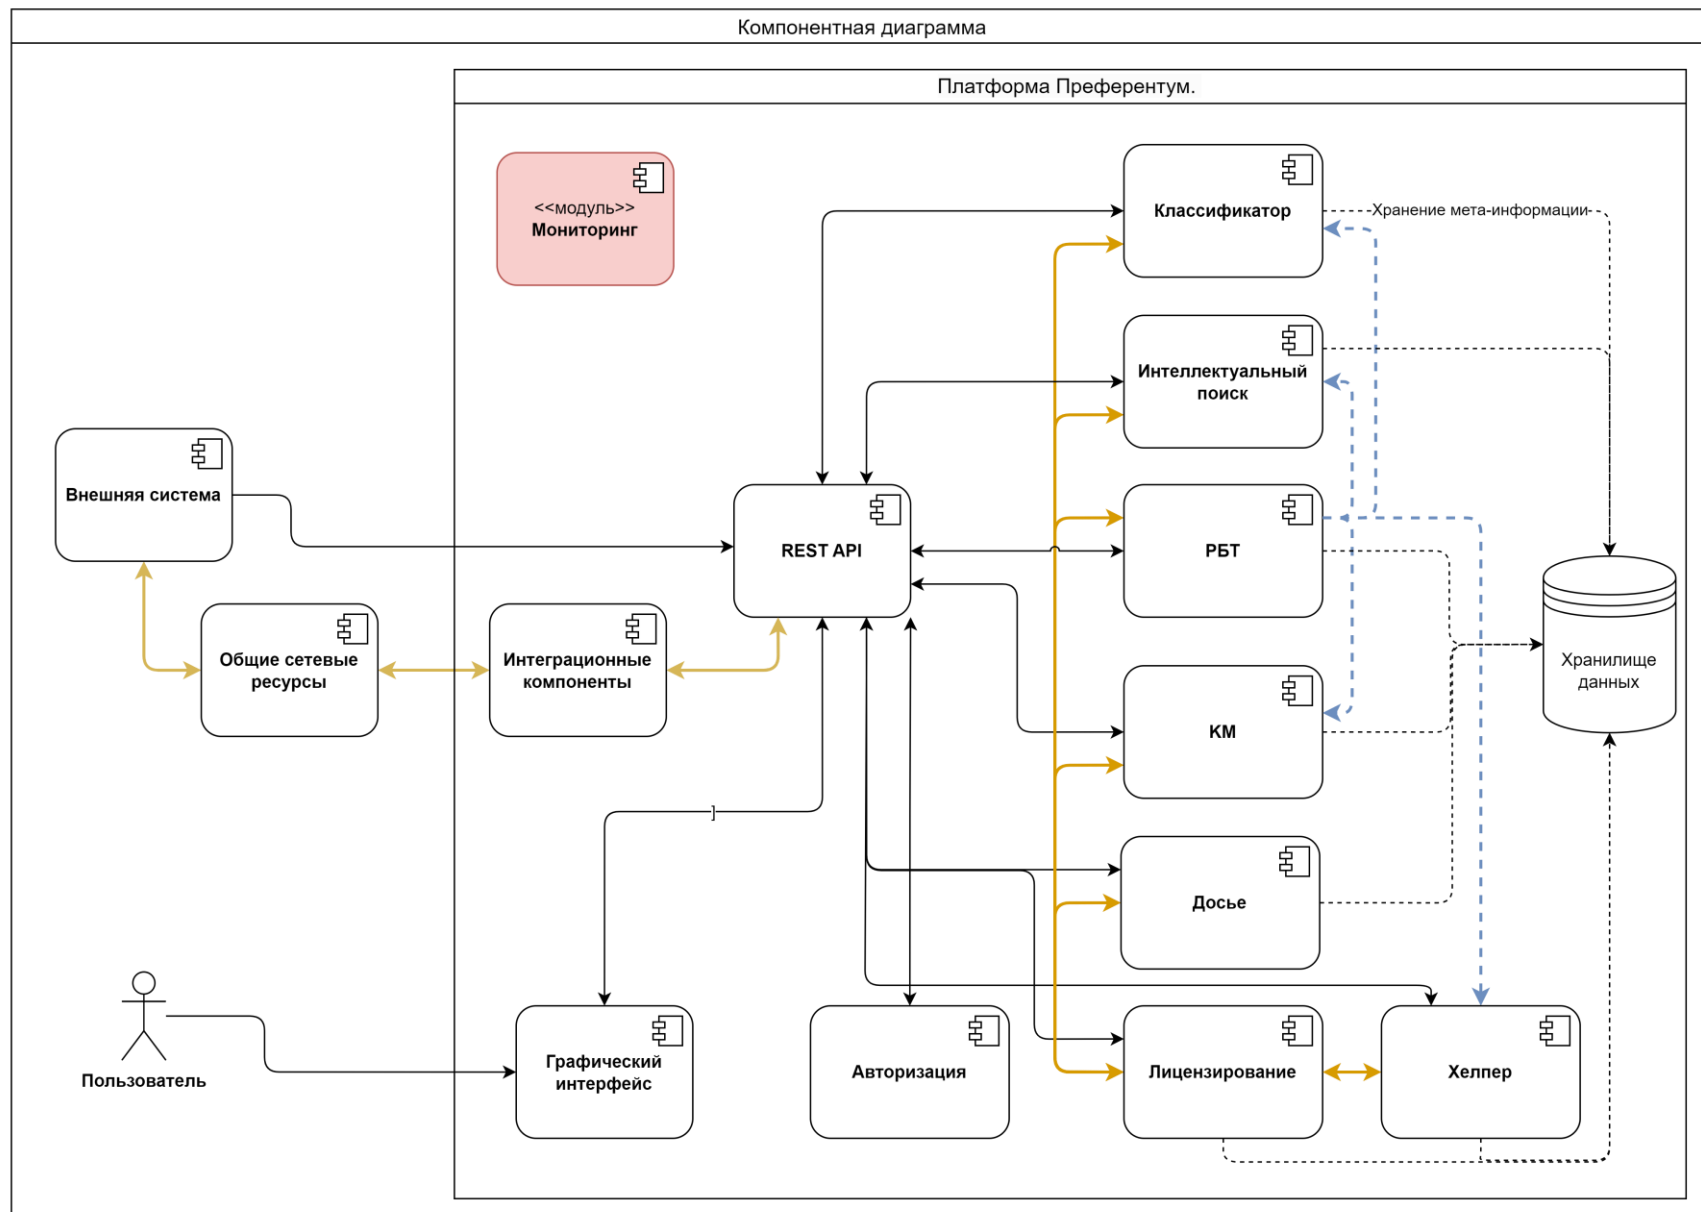 Компонентная диаграмма
Платформа Преферентум.
<<модуль>>
Мониторинг
Классификатор
Хранение мета-информации
Интеллектуальный
поиск
Внешняя система
REST API
РБТ
Общие сетевые
ресурсы
Интеграционные
компоненты
Хранилище
данных
КМ
]
Досье
Пользователь
Графический
интерфейс
Авторизация
Лицензирование
Хелпер